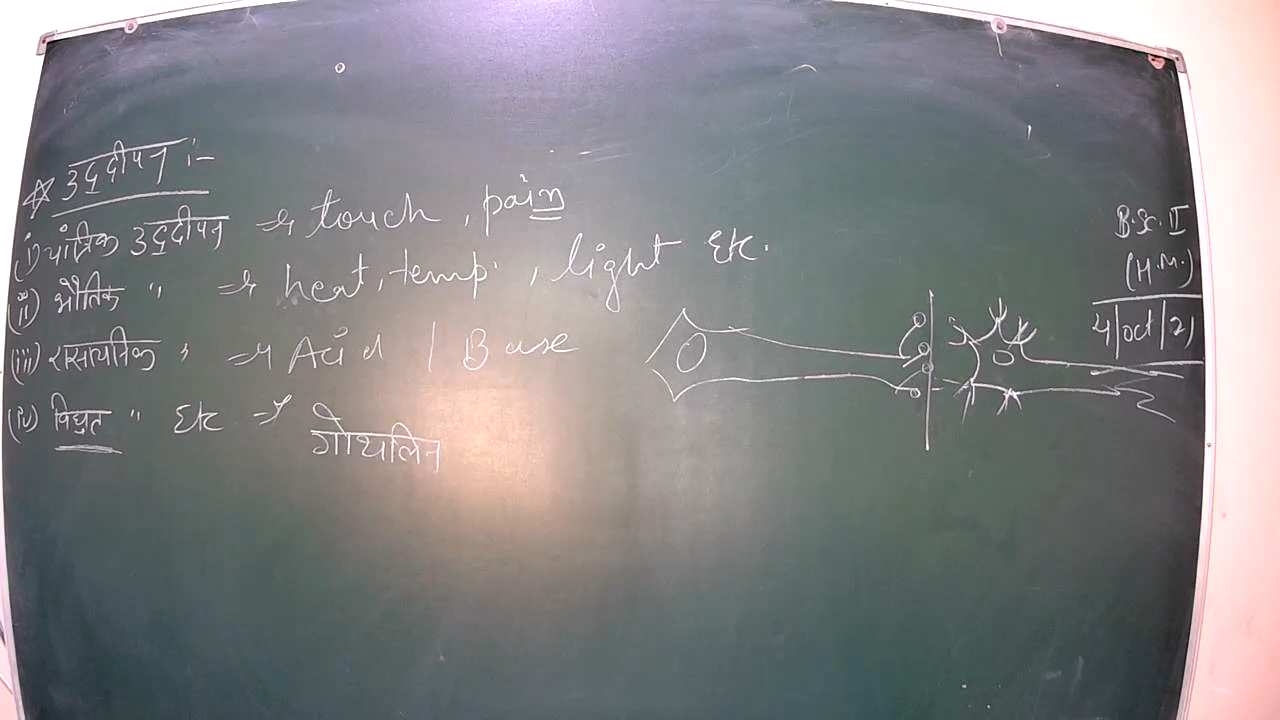 ☆ उद्दीपन :-
(i) यांत्रिक उद्दीपन → touch, pain
(ii) भौतिक " → heat, temp., light Etc.
(iii) रासायनिक " → Acid / Base
(iv) विद्युत " Etc →
गोयलिन
B.Sc. II
(H.M.)
4/oct/21